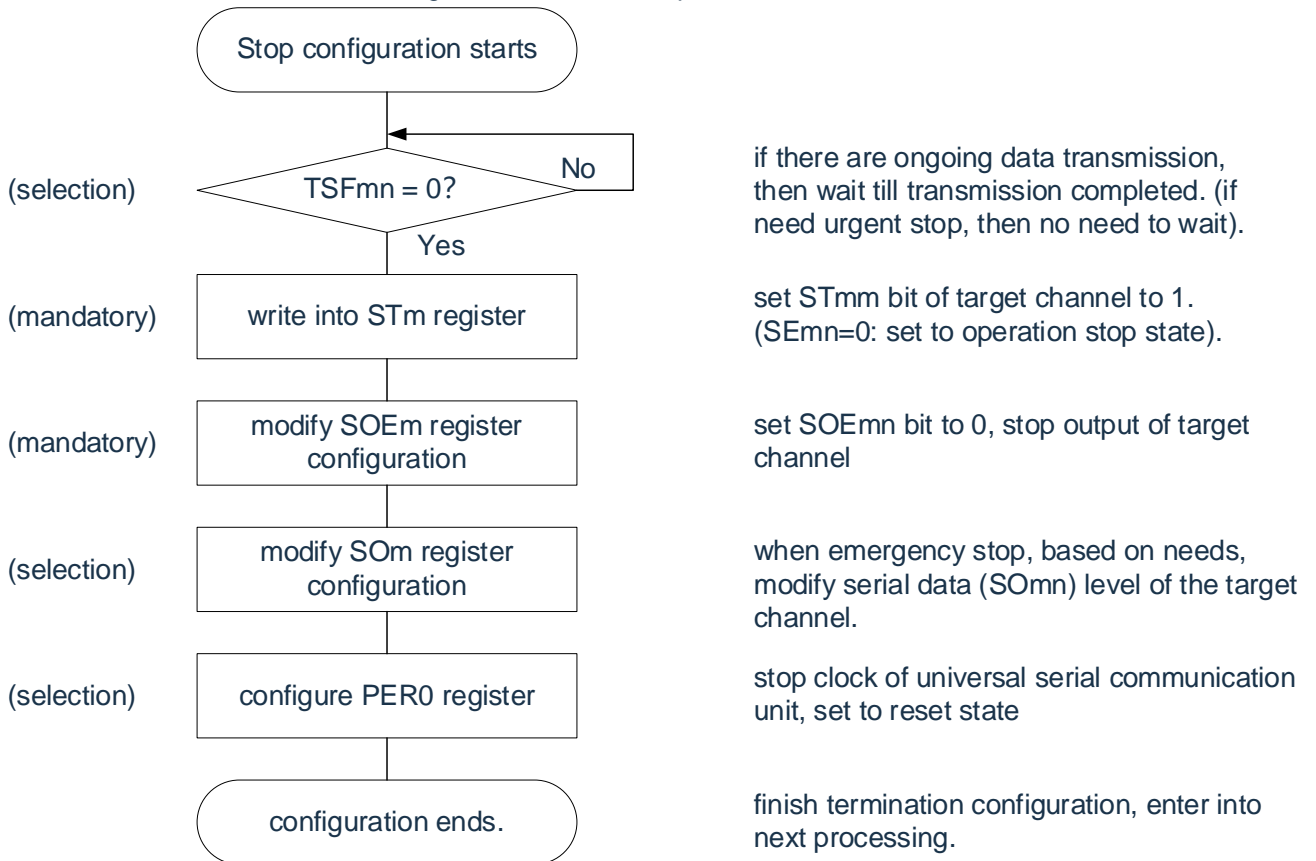 Stop configuration starts
No
if there are ongoing data transmission,
(selection)
TSFmn = 0?
then wait till transmission completed. (if
need urgent stop, then no need to wait).
Yes
set STmm bit of target channel to 1.
(mandatory)
write into STm register
(SEmn=0: set to operation stop state).
(mandatory)
modify SOEm register
configuration
set SOEmn bit to 0, stop output of target
channel
(selection)
modify SOm register
configuration
when emergency stop, based on needs,
modify serial data (SOmn) level of the target
channel.
(selection)
configure PER0 register
stop clock of universal serial communication
unit, set to reset state
configuration ends.
finish termination configuration, enter into
next processing.